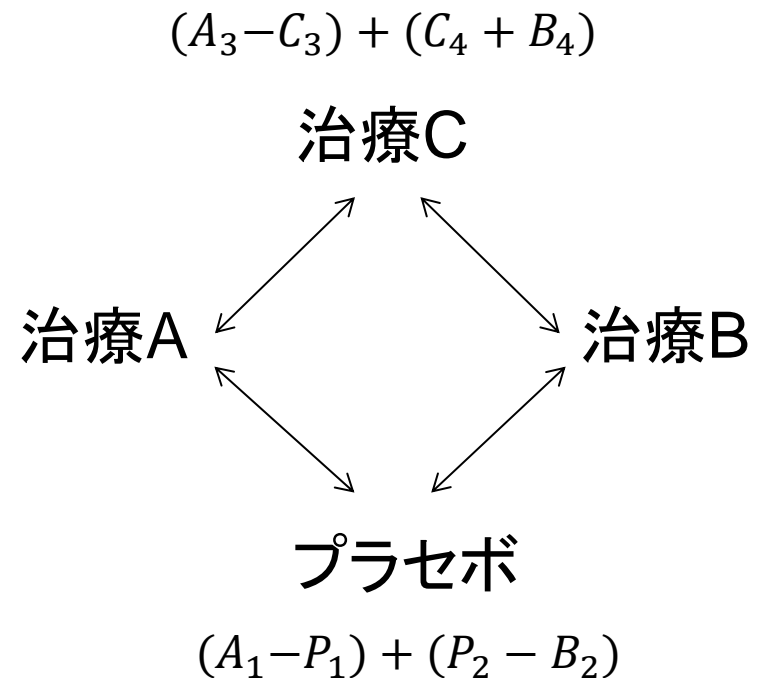 (A₃−C₃) + (C₄ + B₄)
治療C
治療A
治療B
プラセボ
(A₁−P₁) + (P₂ − B₂)